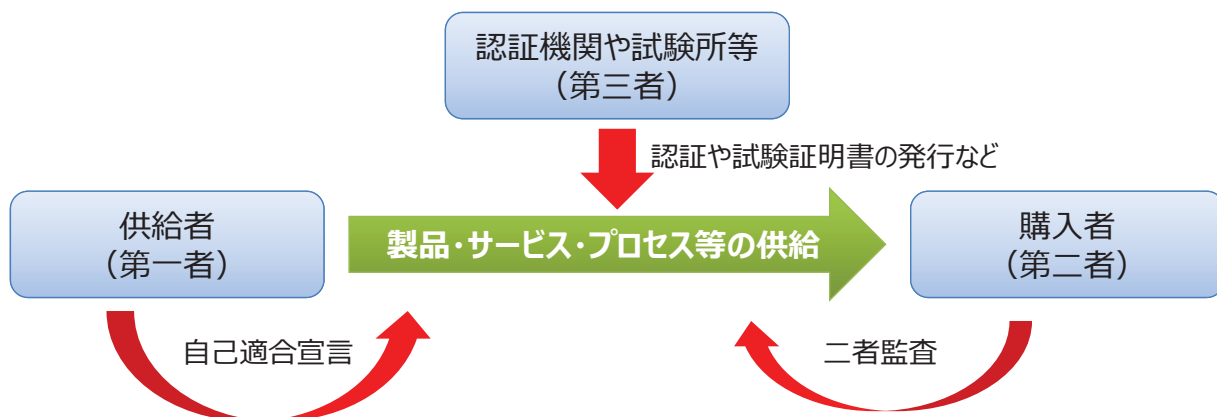 認証機関や試験所等
（第三者）
認証や試験証明書の発行など
供給者
（第一者）
製品・サービス・プロセス等の供給
購入者
（第二者）
自己適合宣言
二者監査